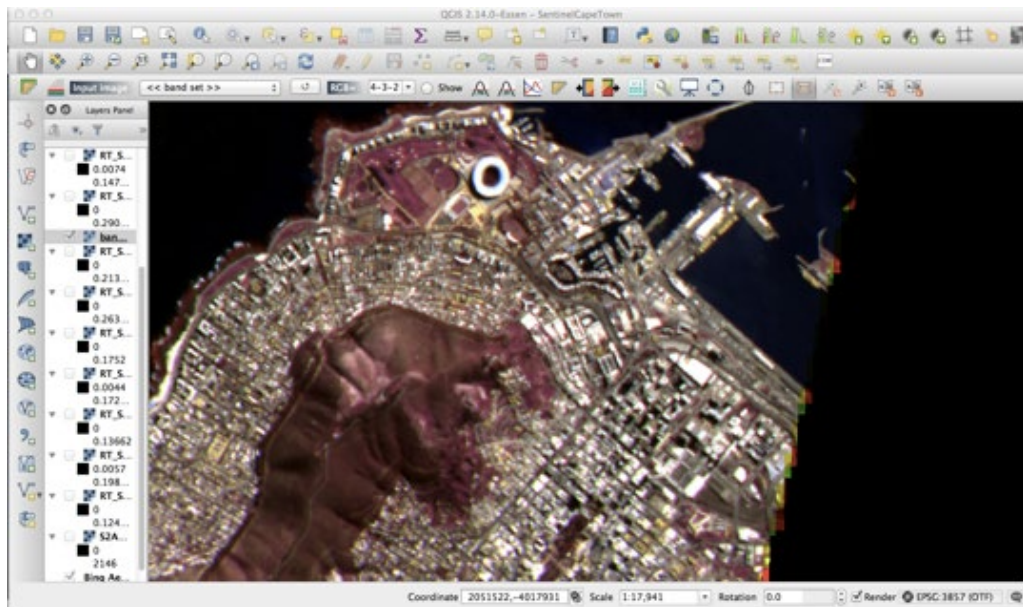 QGIS 2.14.0-Essen - SentinelCapeTown
Input image
<< band set >>
RGB=
4-3-2
Show
Layers Panel
RT_S...
0.0074
0.147...
RT_S...
0
0.290...
ban...
RT_S...
0
0.213...
RT_S...
0
0.263...
RT_S...
0
0.1752
RT_S...
0.0044
0.172...
RT_S...
0
0.13662
RT_S...
0.0057
0.198...
RT_S...
0
0.124...
S2A...
0
2146
Bing Ae...
Coordinate 2051522,-4017931 Scale 1:17,941 Rotation 0.0 Render EPSG:3857 (OTF)